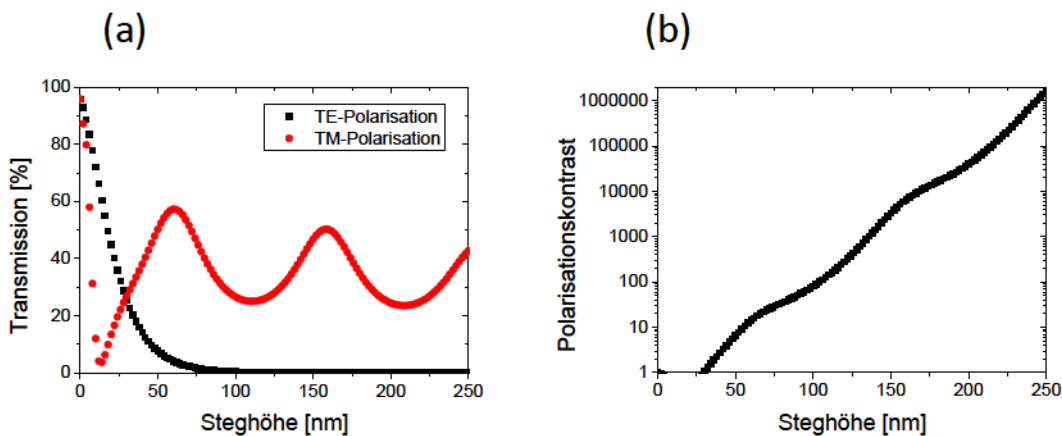 (a)
Transmission [%]
100
80
60
40
20
0
TE-Polarisation
TM-Polarisation
0 50 100 150 200 250
Steghöhe [nm]
(b)
Polarisationskontrast
1000000
100000
10000
1000
100
10
1
0 50 100 150 200 250
Steghöhe [nm]